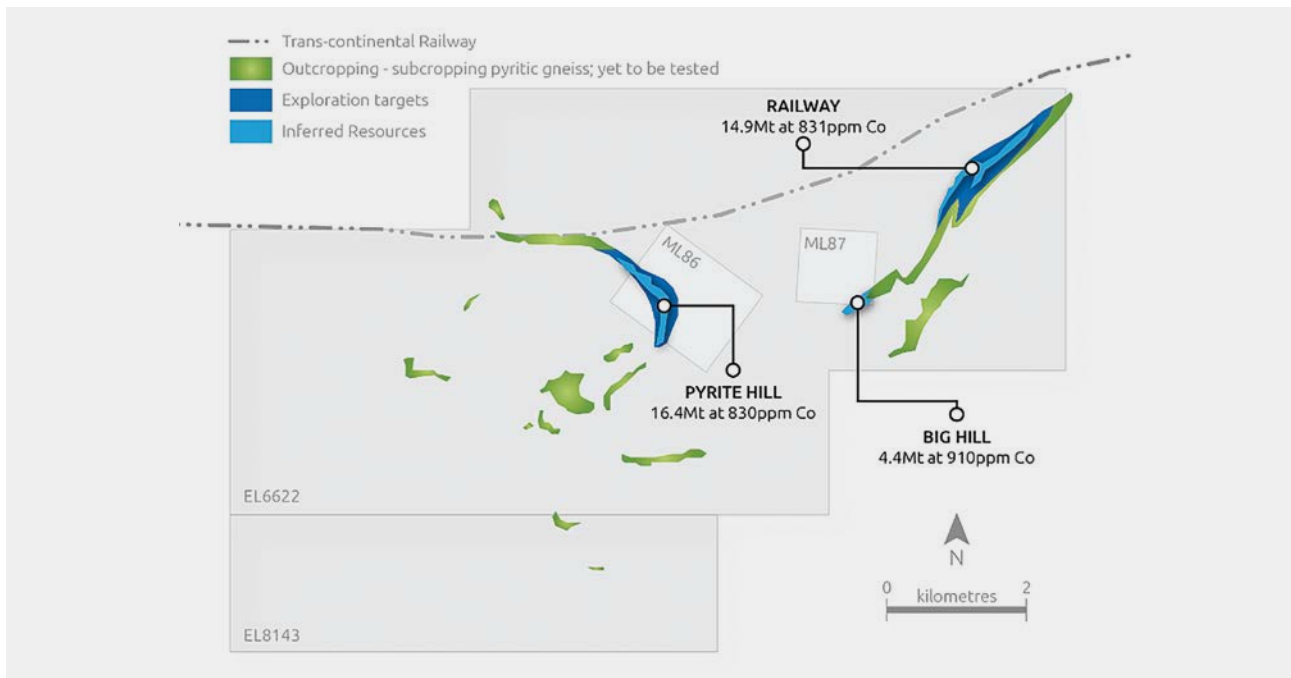 Trans-continental Railway
Outcropping - subcropping pyritic gneiss; yet to be tested
Exploration targets
Inferred Resources
RAILWAY
14.9Mt at 831ppm Co
ML86
ML87
PYRITE HILL
16.4Mt at 830ppm Co
BIG HILL
4.4Mt at 910ppm Co
EL6622
N
0 2
kilometres
EL8143